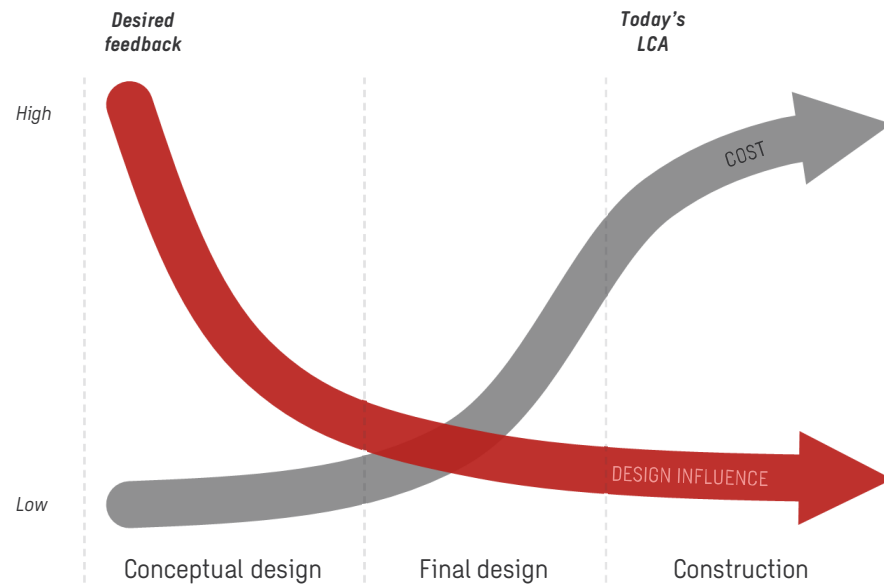 Desired
feedback
Today's
LCA
High
COST
DESIGN INFLUENCE
Low
Conceptual design
Final design
Construction